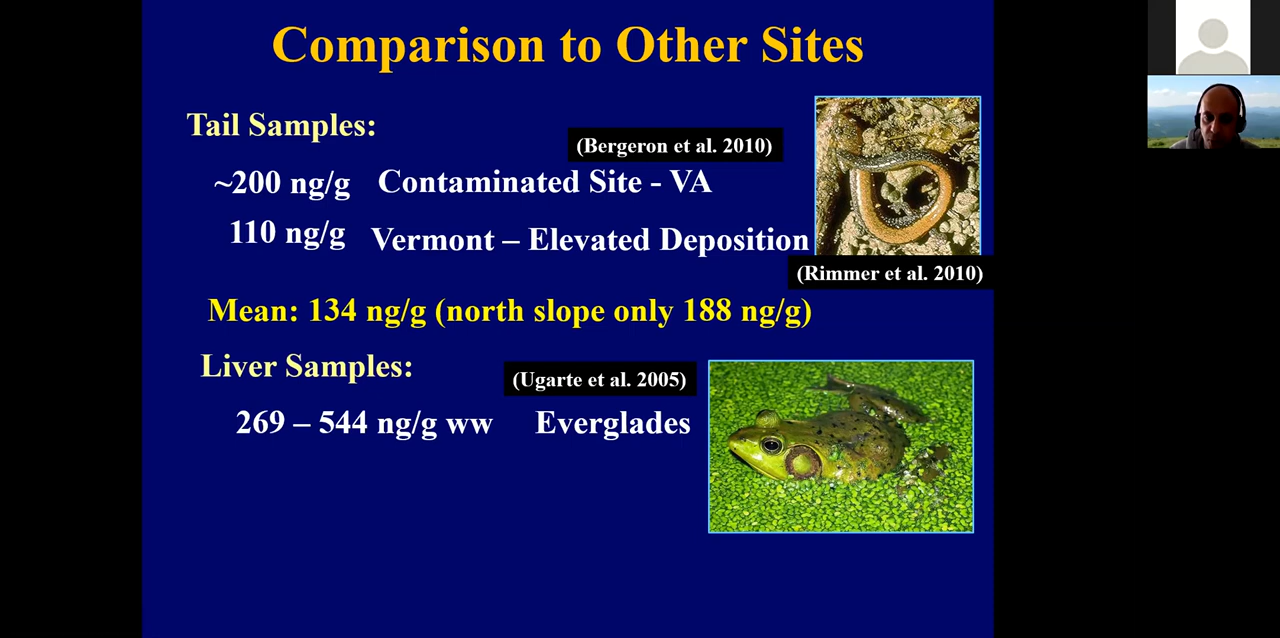 Comparison to Other Sites
Tail Samples:
(Bergeron et al. 2010)
~200 ng/g Contaminated Site - VA
110 ng/g Vermont – Elevated Deposition
(Rimmer et al. 2010)
Mean: 134 ng/g (north slope only 188 ng/g)
Liver Samples:
(Ugarte et al. 2005)
269 – 544 ng/g ww Everglades